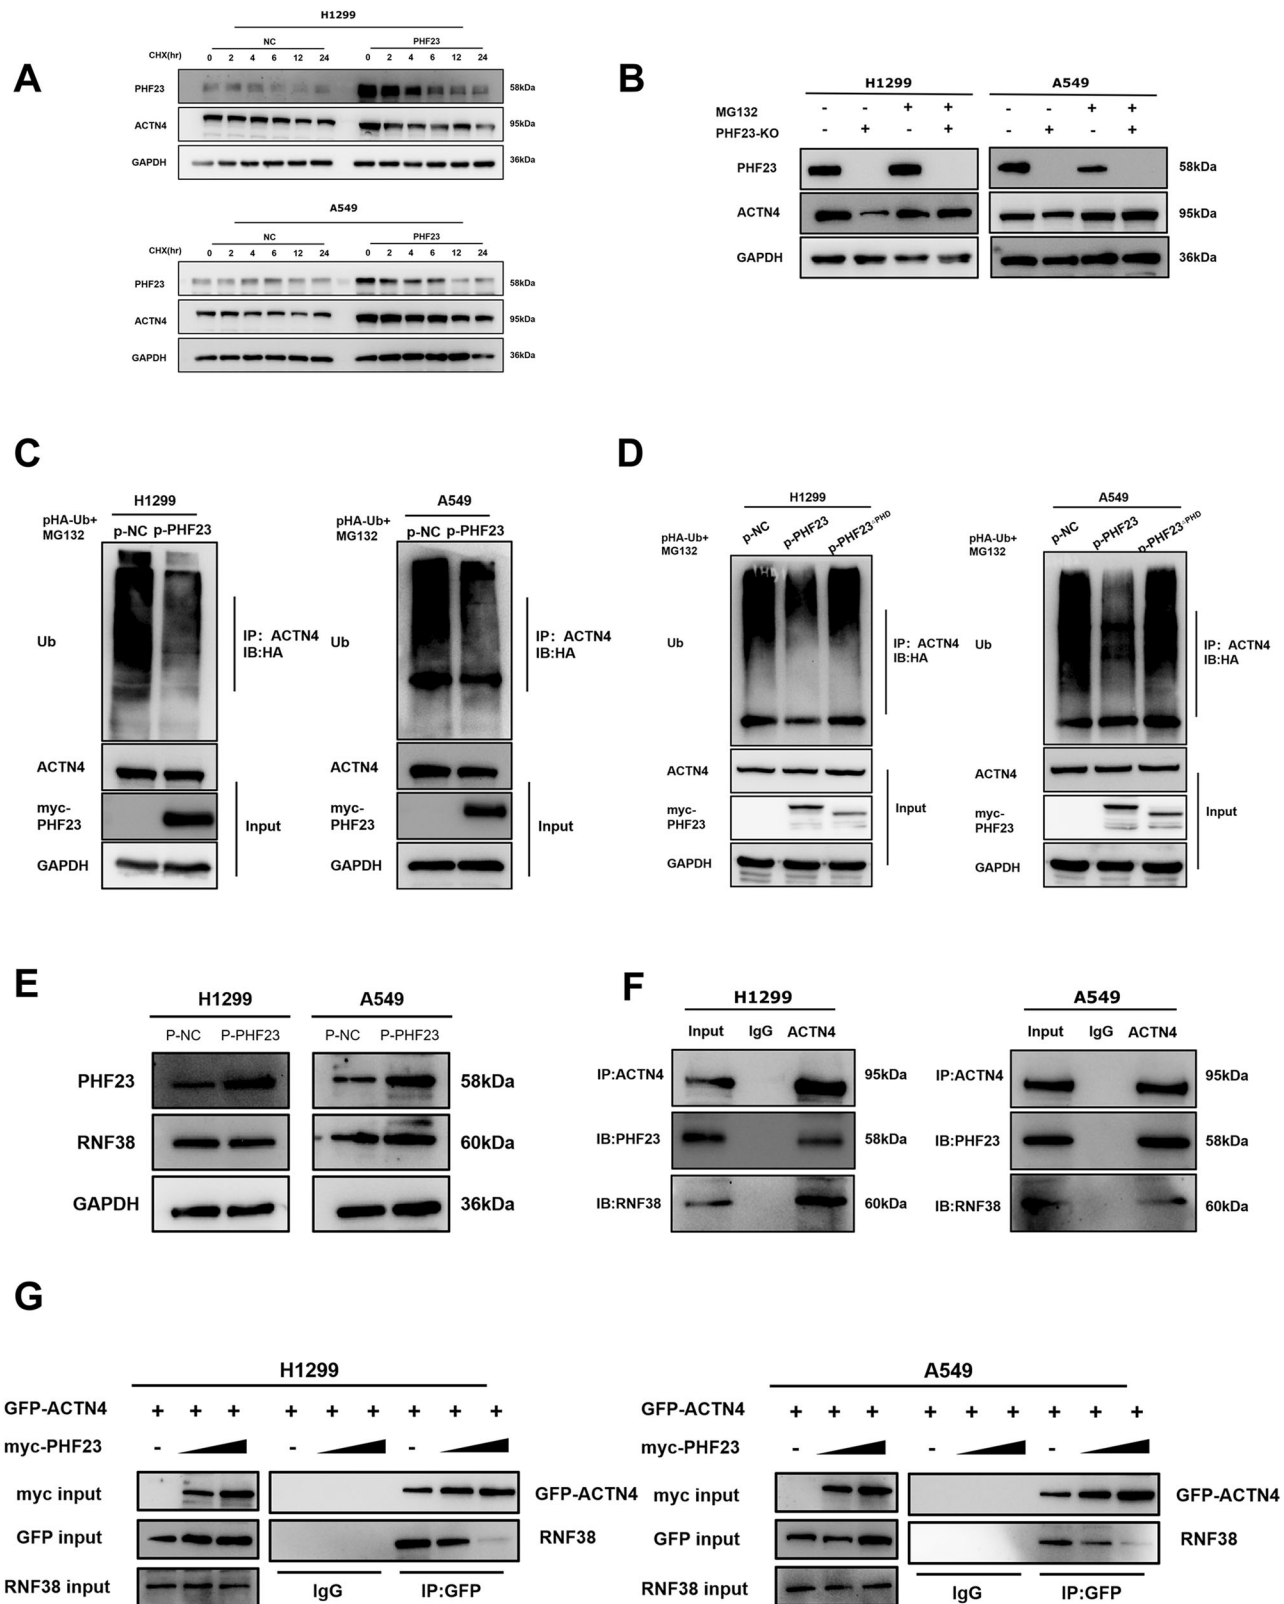 A
H1299
NC PHF23
CHX(hr) 0 2 4 6 12 24 0 2 4 6 12 24
PHF23 58kDa
ACTN4 95kDa
GAPDH 36kDa
A549
NC PHF23
CHX(hr) 0 2 4 6 12 24 0 2 4 6 12 24
PHF23 58kDa
ACTN4 95kDa
GAPDH 36kDa
B
H1299 A549
MG132 - - + + - - + +
PHF23-KO - + - + - + - +
PHF23 58kDa
ACTN4 95kDa
GAPDH 36kDa
C
H1299
pHA-Ub+
MG132
p-NC p-PHF23
Ub
IP: ACTN4
IB:HA
ACTN4
myc-
PHF23
GAPDH
Input
A549
pHA-Ub+
MG132
p-NC p-PHF23
Ub
IP: ACTN4
IB:HA
ACTN4
myc-
PHF23
GAPDH
Input
D
H1299
pHA-Ub+
MG132
p-NC p-PHF23 p-PHF23△PHD
Ub
IP: ACTN4
IB:HA
ACTN4
myc-
PHF23
GAPDH
Input
A549
pHA-Ub+
MG132
p-NC p-PHF23 p-PHF23△PHD
Ub
IP: ACTN4
IB:HA
ACTN4
myc-
PHF23
GAPDH
Input
E
H1299 A549
P-NC P-PHF23 P-NC P-PHF23
PHF23 58kDa
RNF38 60kDa
GAPDH 36kDa
F
H1299
Input IgG ACTN4
IP:ACTN4 95kDa
IB:PHF23 58kDa
IB:RNF38 60kDa
A549
Input IgG ACTN4
IP:ACTN4 95kDa
IB:PHF23 58kDa
IB:RNF38 60kDa
G
H1299
GFP-ACTN4 + + + + + + + + +
myc-PHF23 - - -
myc input GFP-ACTN4
GFP input RNF38
RNF38 input IgG IP:GFP
A549
GFP-ACTN4 + + + + + + + + +
myc-PHF23 - - -
myc input GFP-ACTN4
GFP input RNF38
RNF38 input IgG IP:GFP